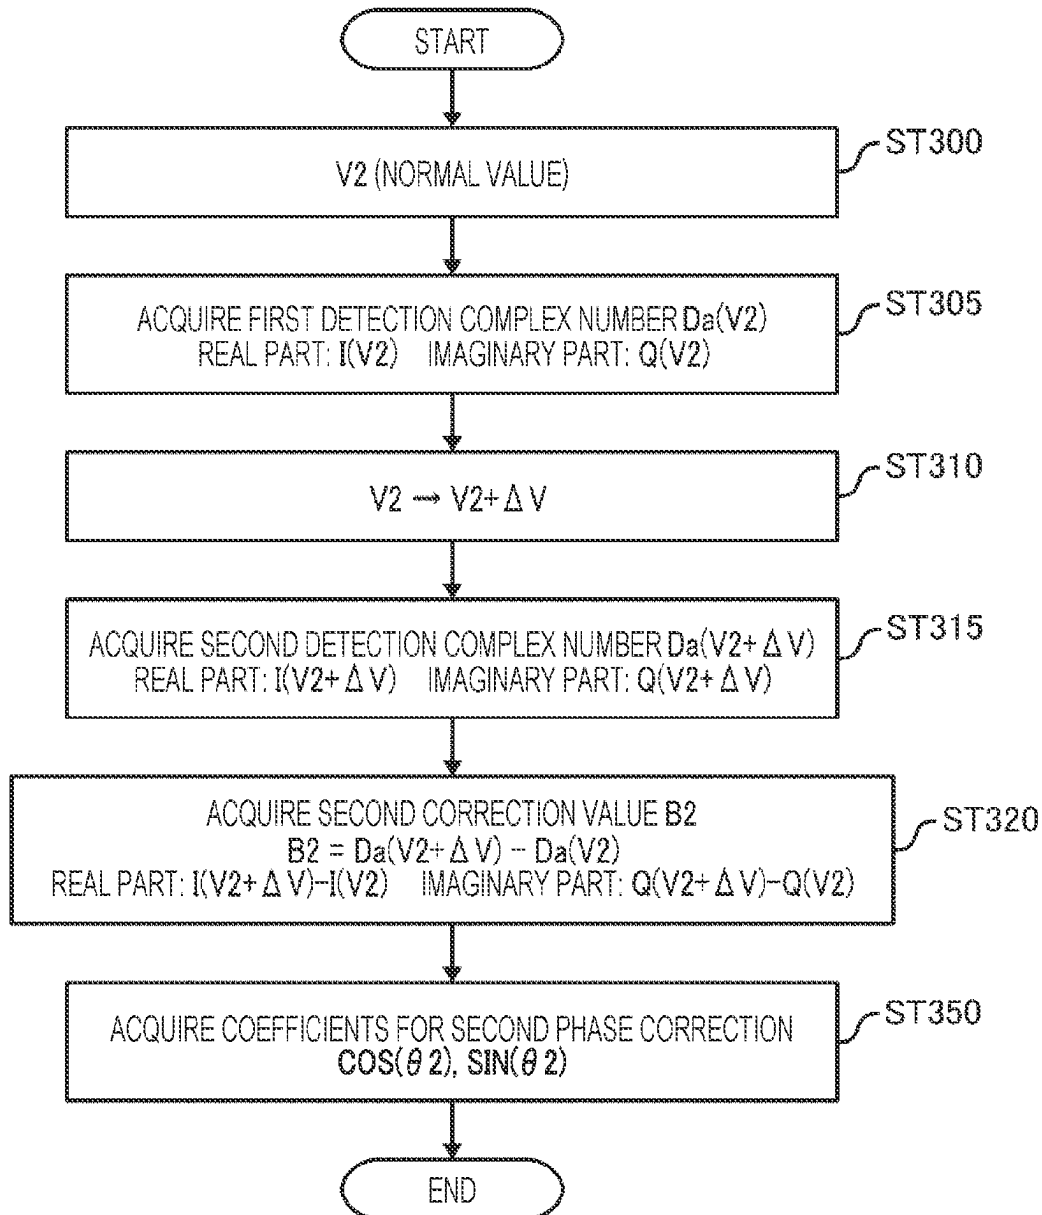 START
V2 (NORMAL VALUE)
ST300
ACQUIRE FIRST DETECTION COMPLEX NUMBER Da(V2)
REAL PART: I(V2) IMAGINARY PART: Q(V2)
ST305
V2 → V2+ΔV
ST310
ACQUIRE SECOND DETECTION COMPLEX NUMBER Da(V2+ΔV)
REAL PART: I(V2+ΔV) IMAGINARY PART: Q(V2+ΔV)
ST315
ACQUIRE SECOND CORRECTION VALUE B2
B2 = Da(V2+ΔV) - Da(V2)
REAL PART: I(V2+ΔV)-I(V2) IMAGINARY PART: Q(V2+ΔV)-Q(V2)
ST320
ACQUIRE COEFFICIENTS FOR SECOND PHASE CORRECTION
COS(θ2), SIN(θ2)
ST350
END